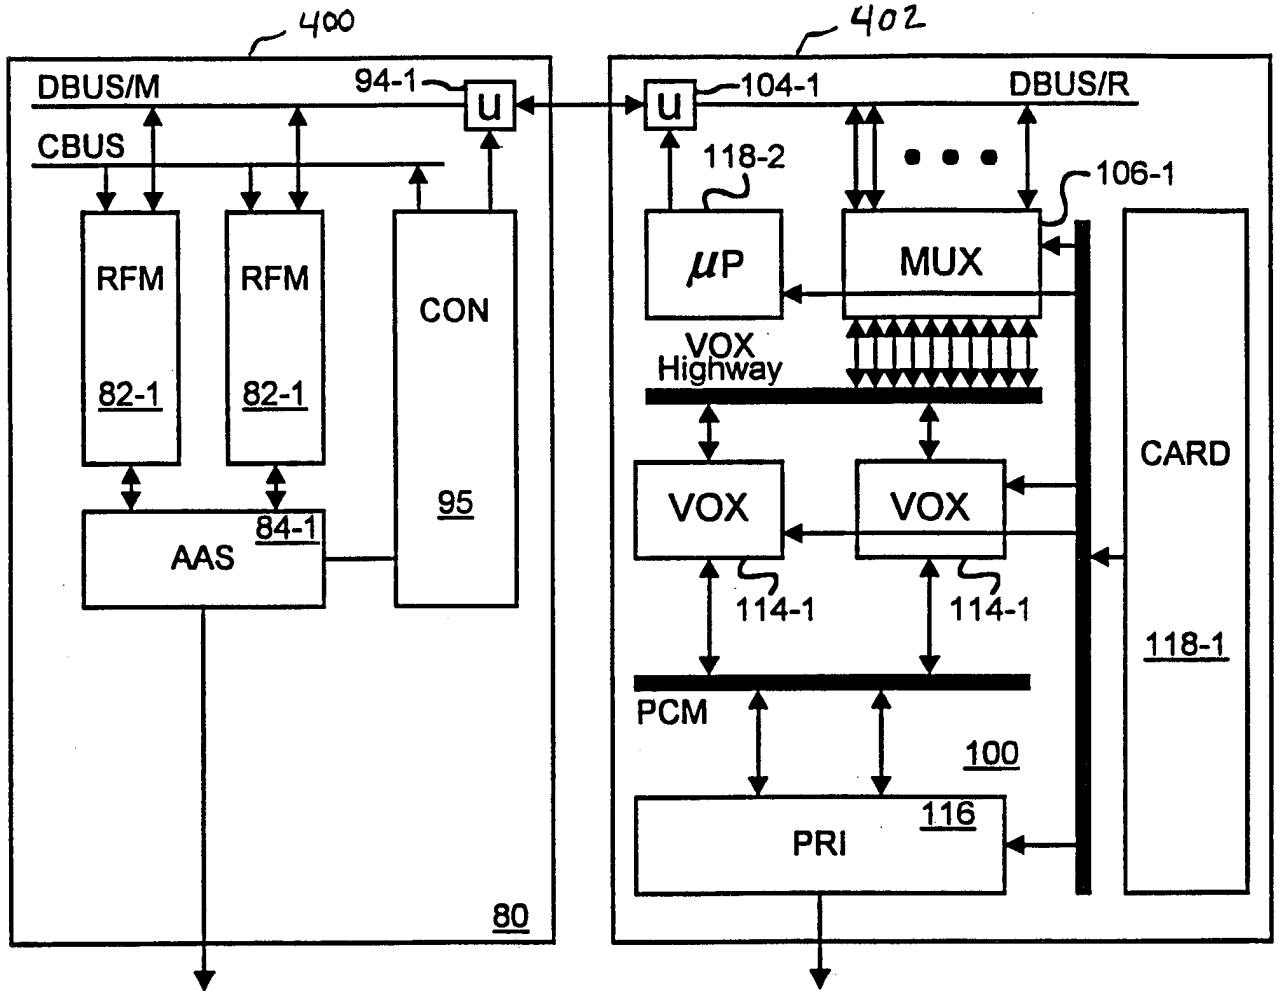 400
DBUS/M
94-1
u
CBUS
RFM
82-1
RFM
82-1
CON
95
AAS
84-1
80
402
u
104-1
DBUS/R
118-2
106-1
μP
MUX
VOX
Highway
VOX
114-1
VOX
114-1
CARD
118-1
PCM
100
116
PRI